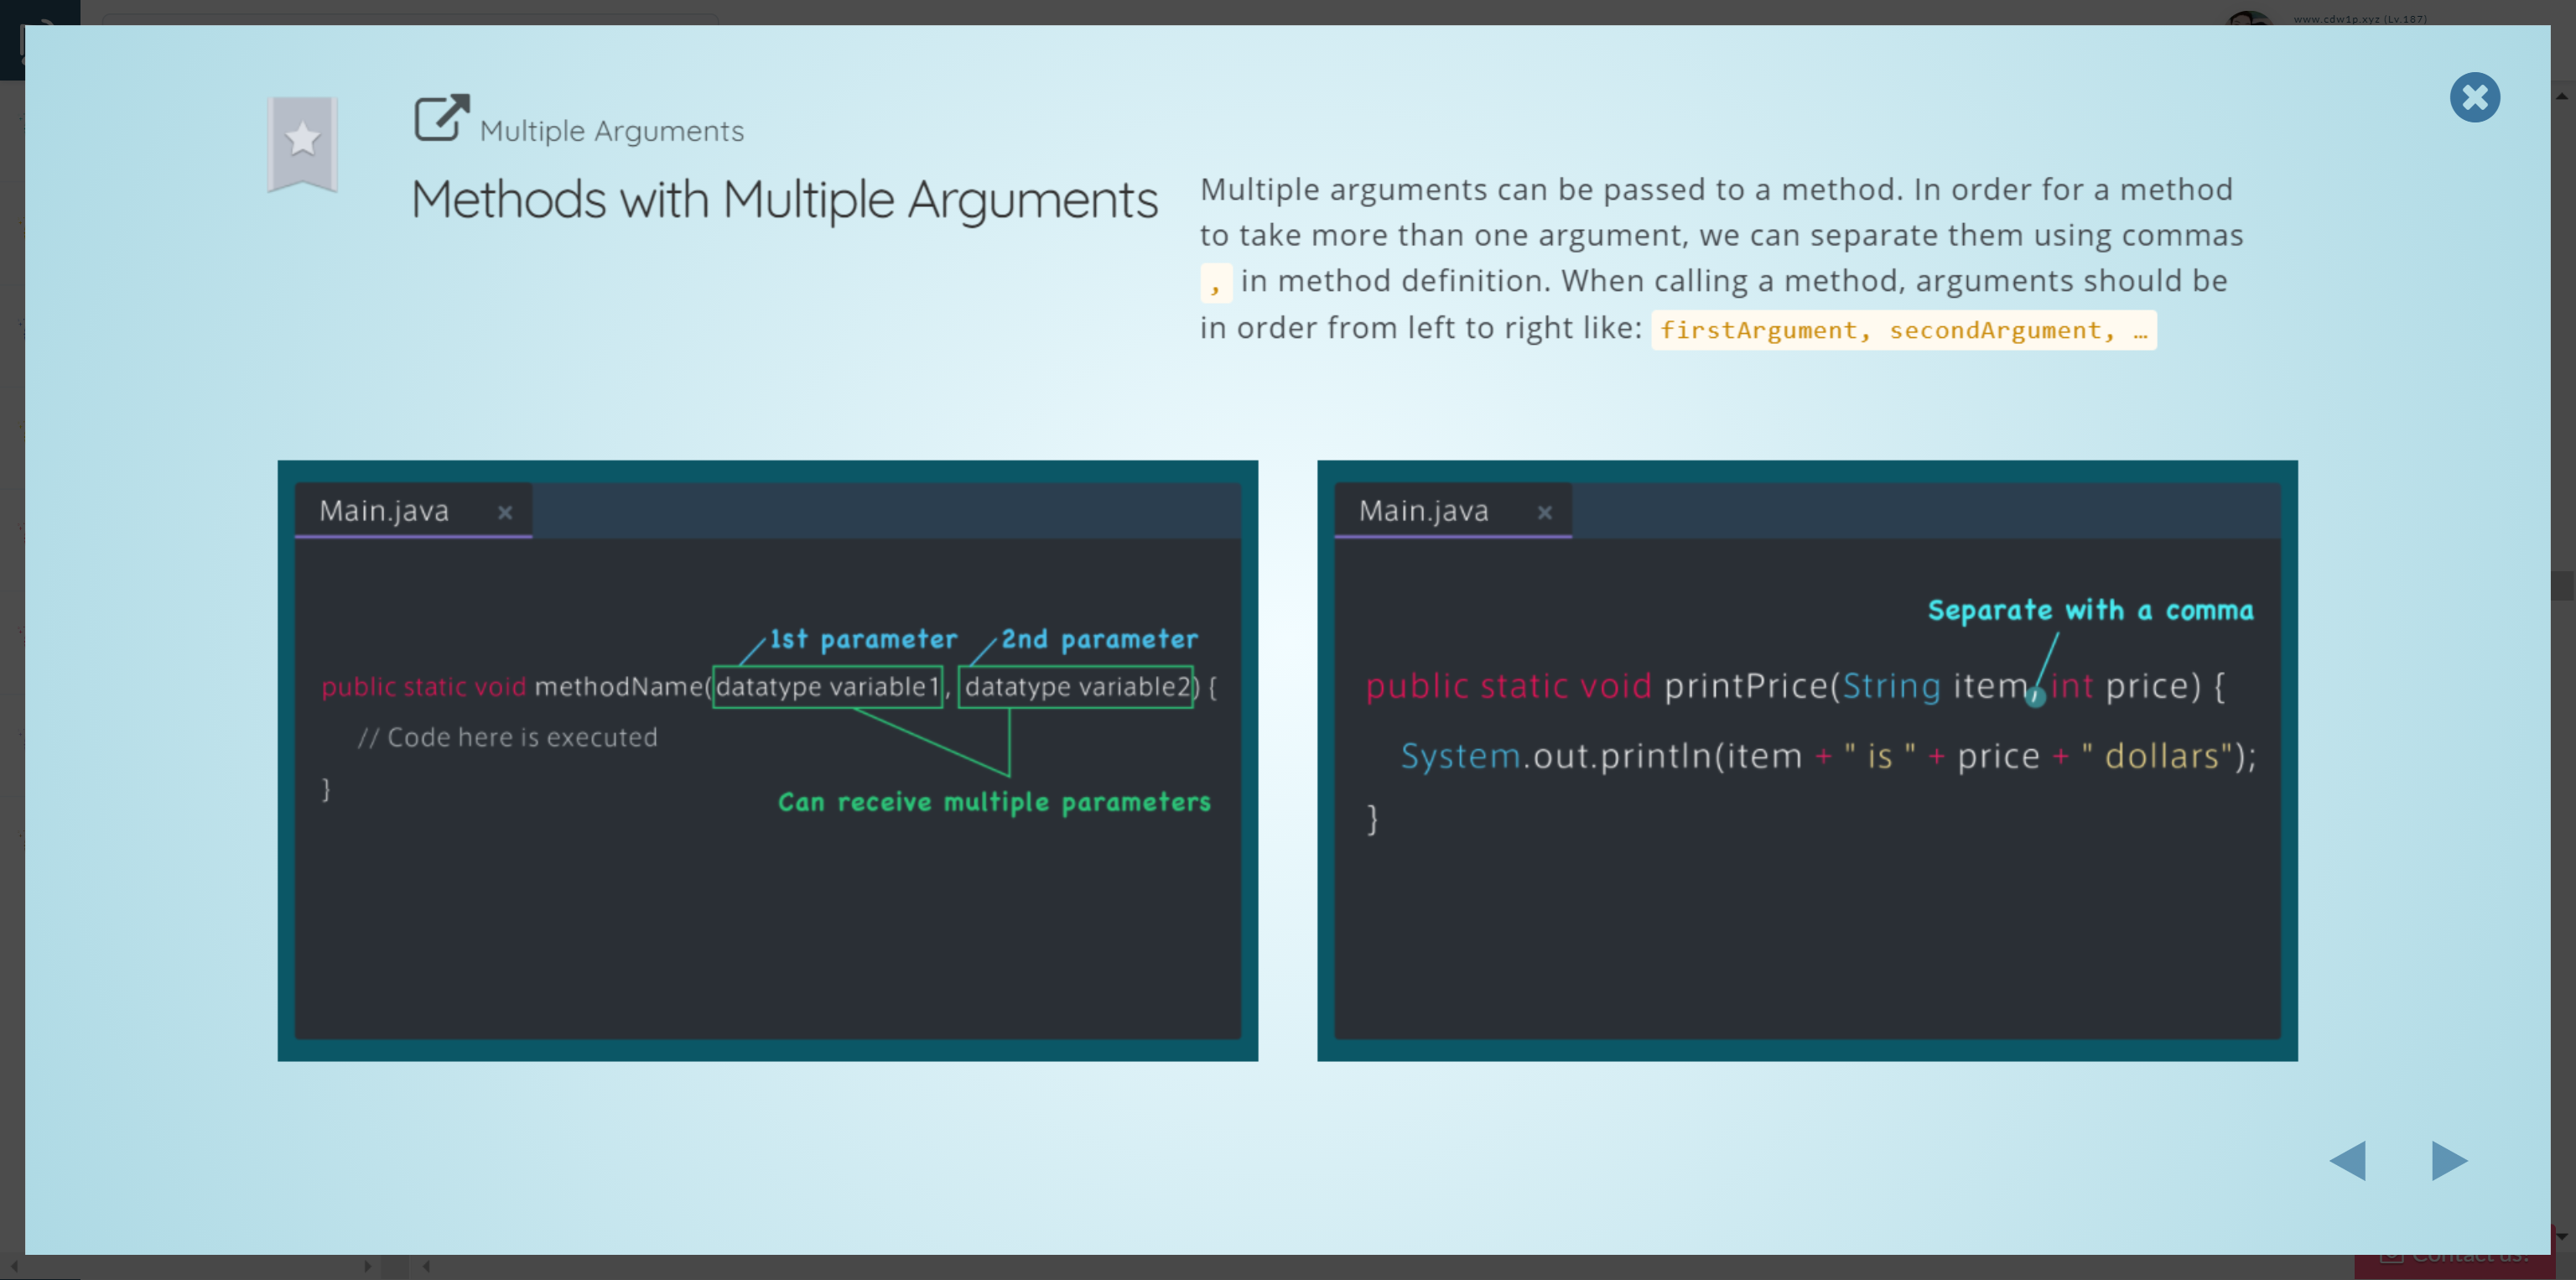 www.cdw1p.xyz (Lv.187)
Multiple Arguments
Methods with Multiple Arguments
Multiple arguments can be passed to a method. In order for a method
to take more than one argument, we can separate them using commas
, in method definition. When calling a method, arguments should be
in order from left to right like: firstArgument, secondArgument, …
Main.java
1st parameter 2nd parameter
public static void methodName(datatype variable1, datatype variable2) {
// Code here is executed
}
Can receive multiple parameters
Main.java
Separate with a comma
public static void printPrice(String item, int price) {
System.out.println(item + " is " + price + " dollars");
}
Contact us!